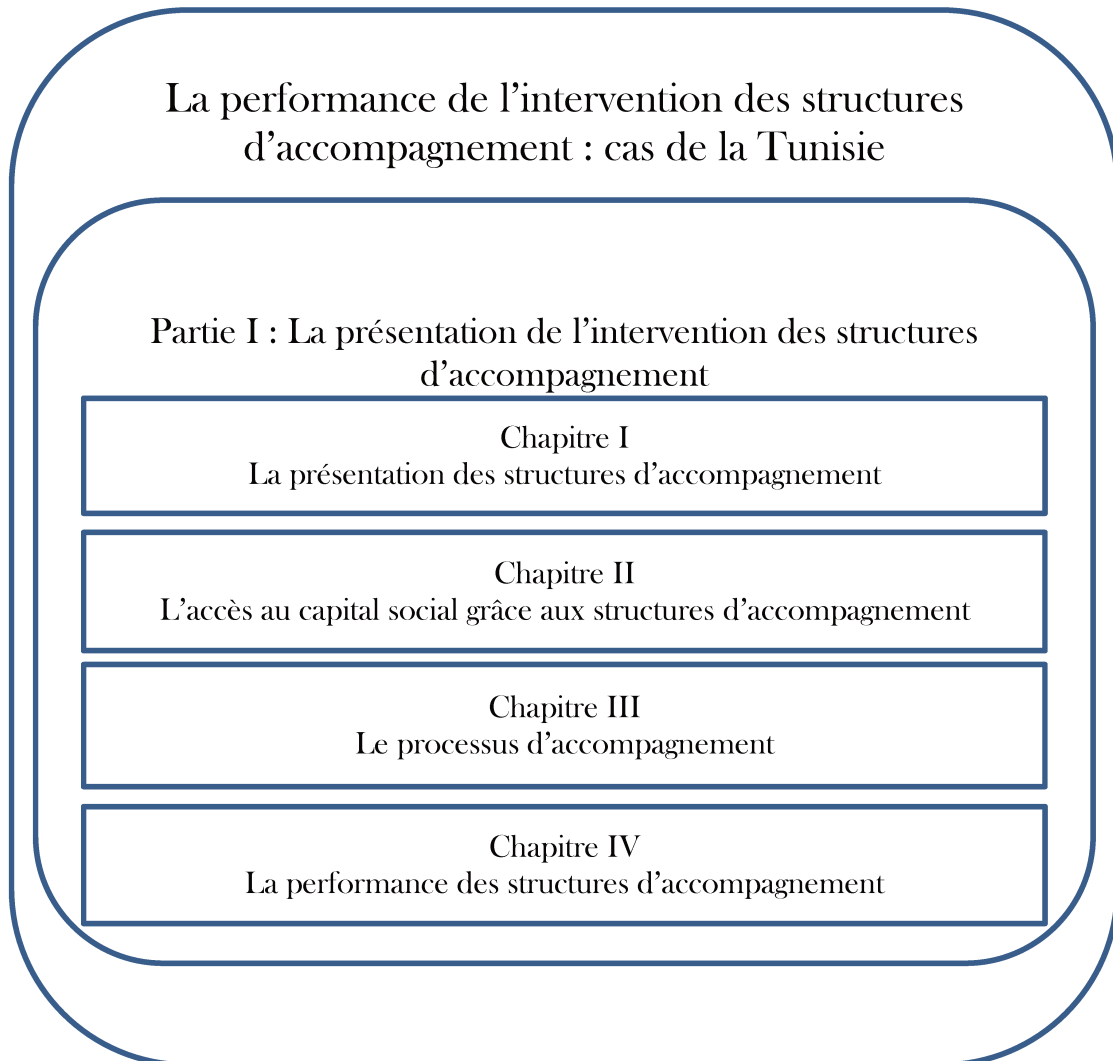 La performance de l’intervention des structures
d’accompagnement : cas de la Tunisie
Partie I : La présentation de l’intervention des structures
d’accompagnement
Chapitre I
La présentation des structures d’accompagnement
Chapitre II
L’accès au capital social grâce aux structures d’accompagnement
Chapitre III
Le processus d’accompagnement
Chapitre IV
La performance des structures d’accompagnement